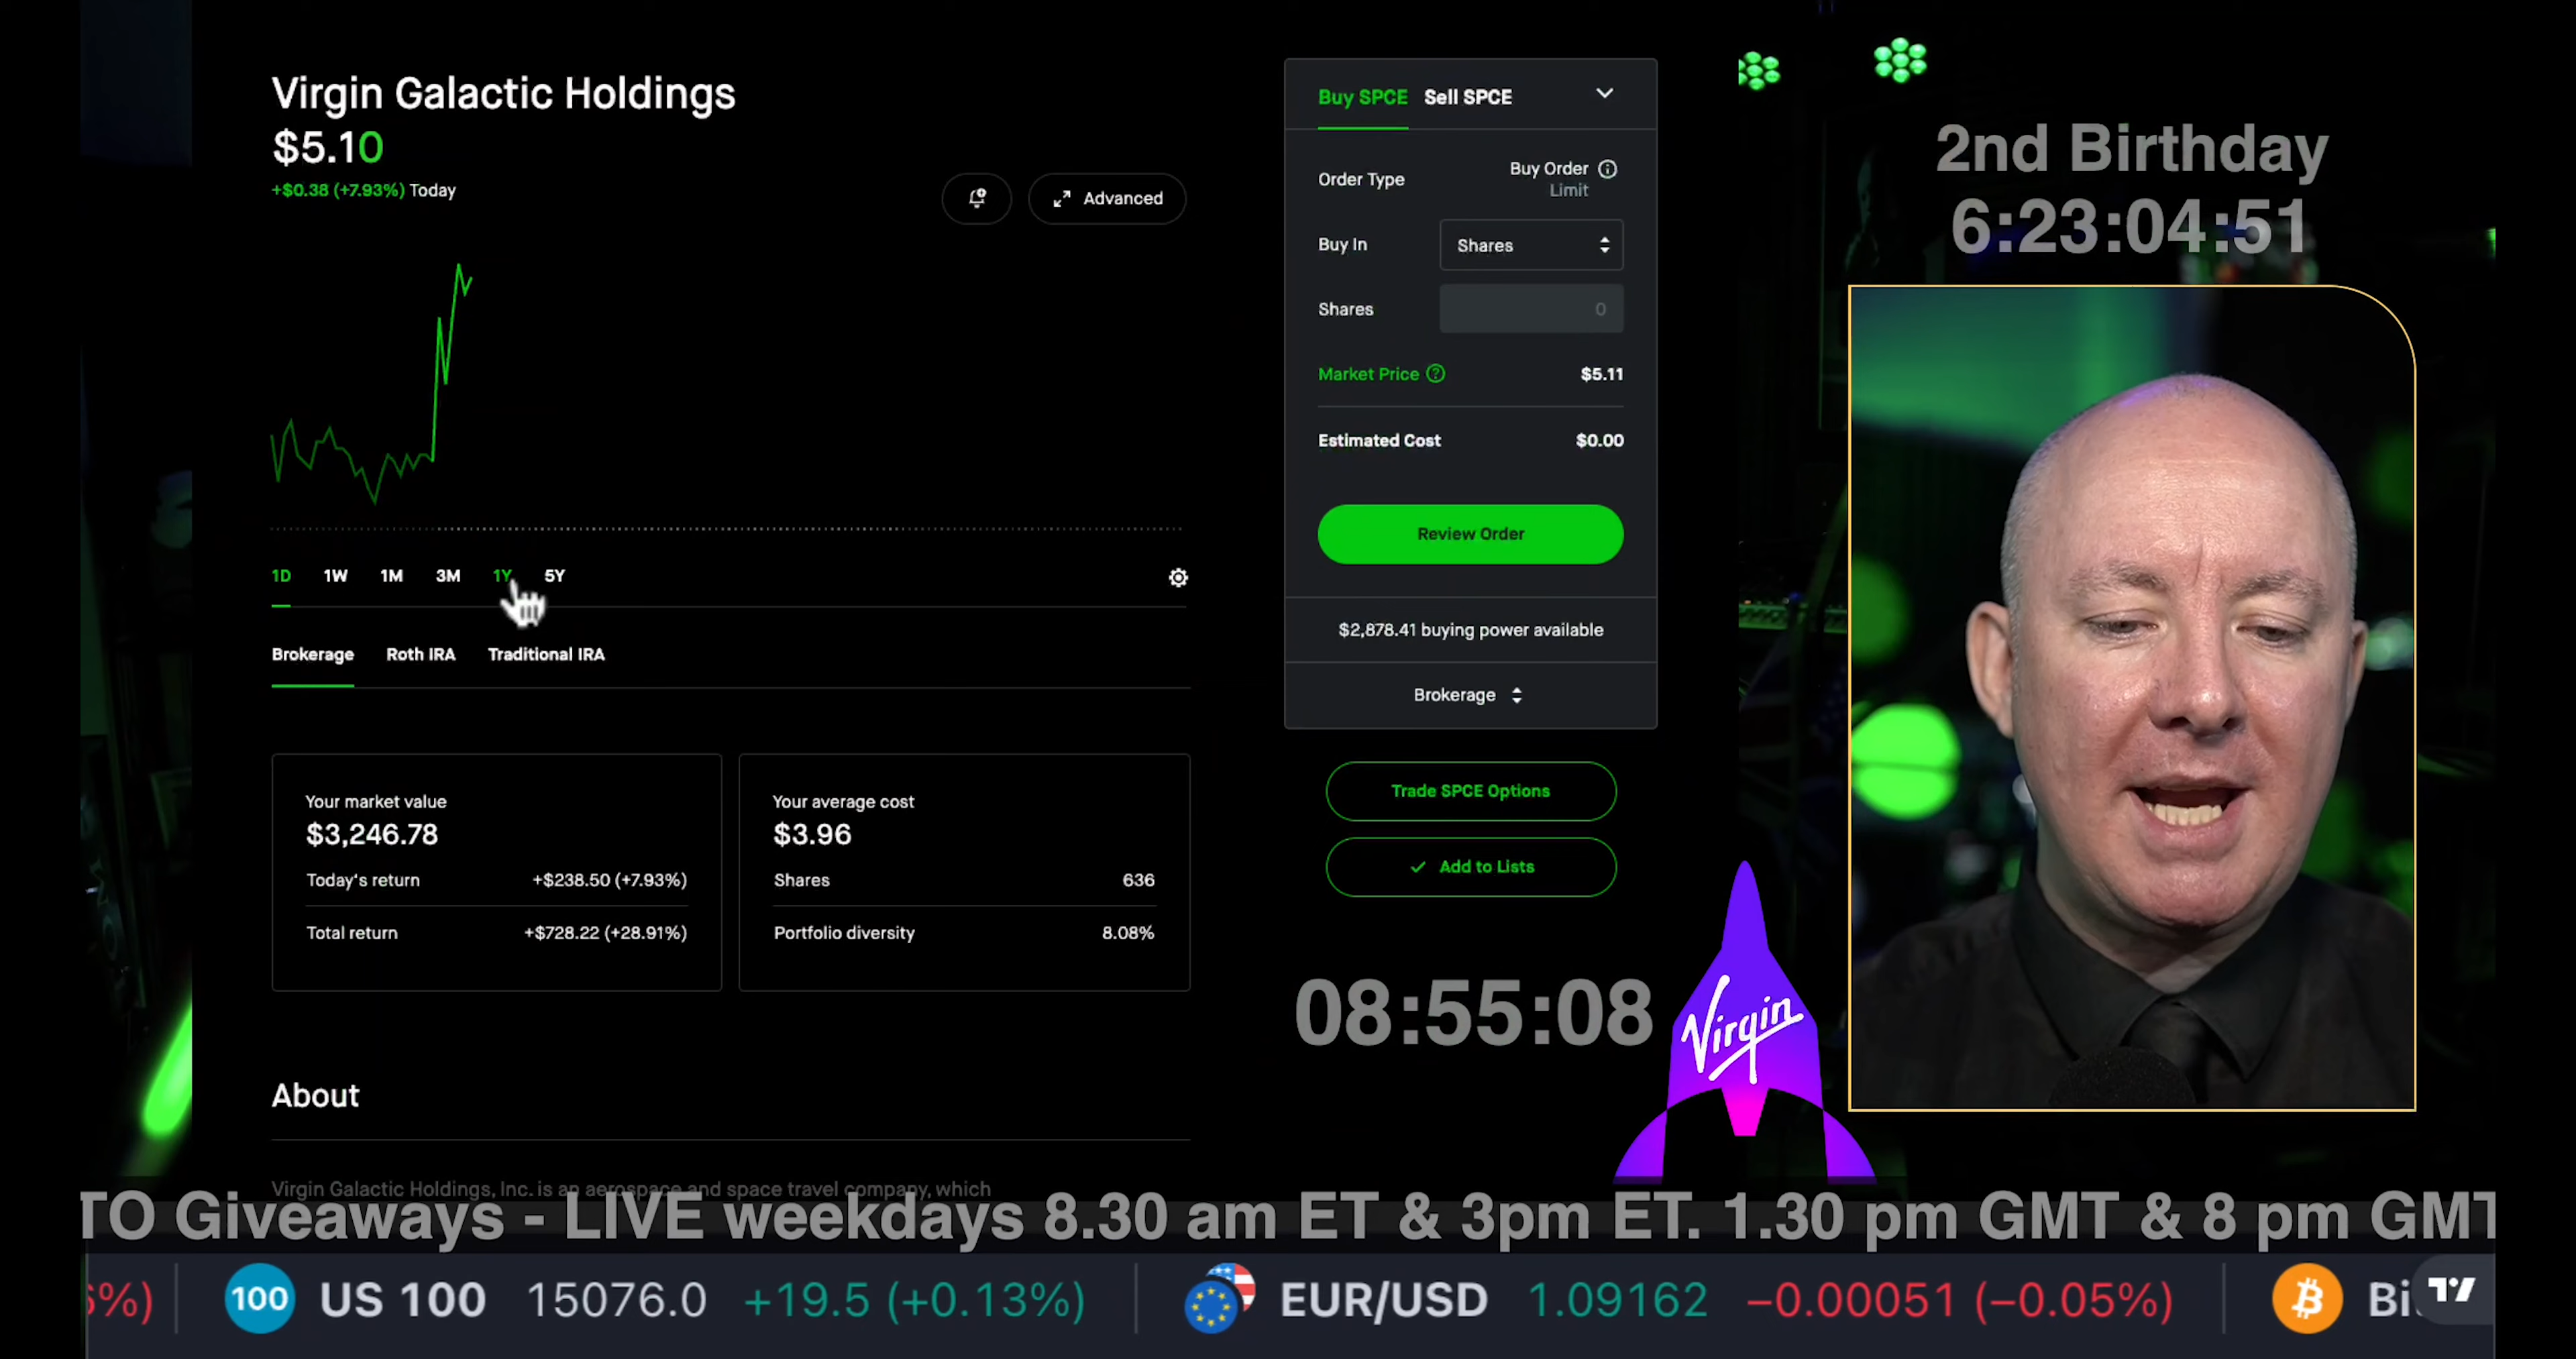 Virgin Galactic Holdings
$5.10
+$0.38 (+7.93%) Today
Advanced
1D 1W 1M 3M 1Y 5Y
Brokerage Roth IRA Traditional IRA
Your market value
$3,246.78
Today's return +$238.50 (+7.93%)
Total return +$728.22 (+28.91%)
Your average cost
$3.96
Shares 636
Portfolio diversity 8.08%
About
Virgin Galactic Holdings, Inc. is an aerospace and space travel company, which
Buy SPCE Sell SPCE
Order Type Buy Order
Limit
Buy In Shares
Shares 0
Market Price $5.11
Estimated Cost $0.00
Review Order
$2,878.41 buying power available
Brokerage
Trade SPCE Options
Add to Lists
08:55:08
Virgin
2nd Birthday
6:23:04:51
TO Giveaways - LIVE weekdays 8.30 am ET & 3pm ET. 1.30 pm GMT & 8 pm GMT
6%) 100 US 100 15076.0 +19.5 (+0.13%) EUR/USD 1.09162 −0.00051 (−0.05%) Bi